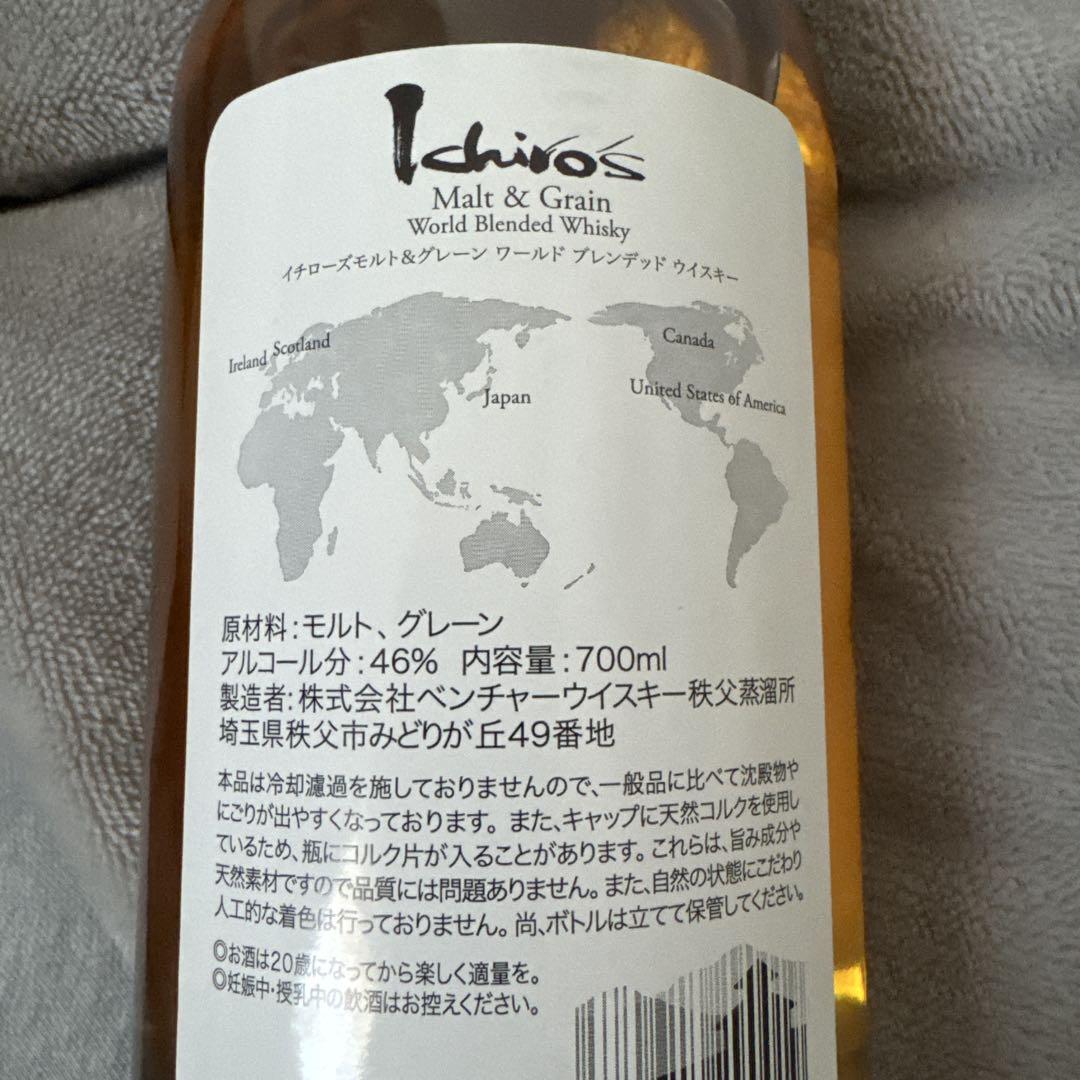 Ichiro's
Malt & Grain
World Blended Whisky
イチローズモルト&グレーン ワールド ブレンデッド ウイスキー
Ireland Scotland
Canada
Japan
United States of America
原材料:モルト、グレーン
アルコール分:46% 内容量:700ml
製造者:株式会社ベンチャーウイスキー秩父蒸溜所
埼玉県秩父市みどりが丘49番地
本品は冷却濾過を施しておりませんので、一般品に比べて沈殿物や
にごりが出やすくなっております。また、キャップに天然コルクを使用し
ているため、瓶にコルク片が入ることがあります。これらは、旨み成分や
天然素材ですので品質には問題ありません。また、自然の状態にこだわり
人工的な着色は行っておりません。尚、ボトルは立てて保管してください。
◎お酒は20歳になってから楽しく適量を。
◎妊娠中・授乳中の飲酒はお控えください。